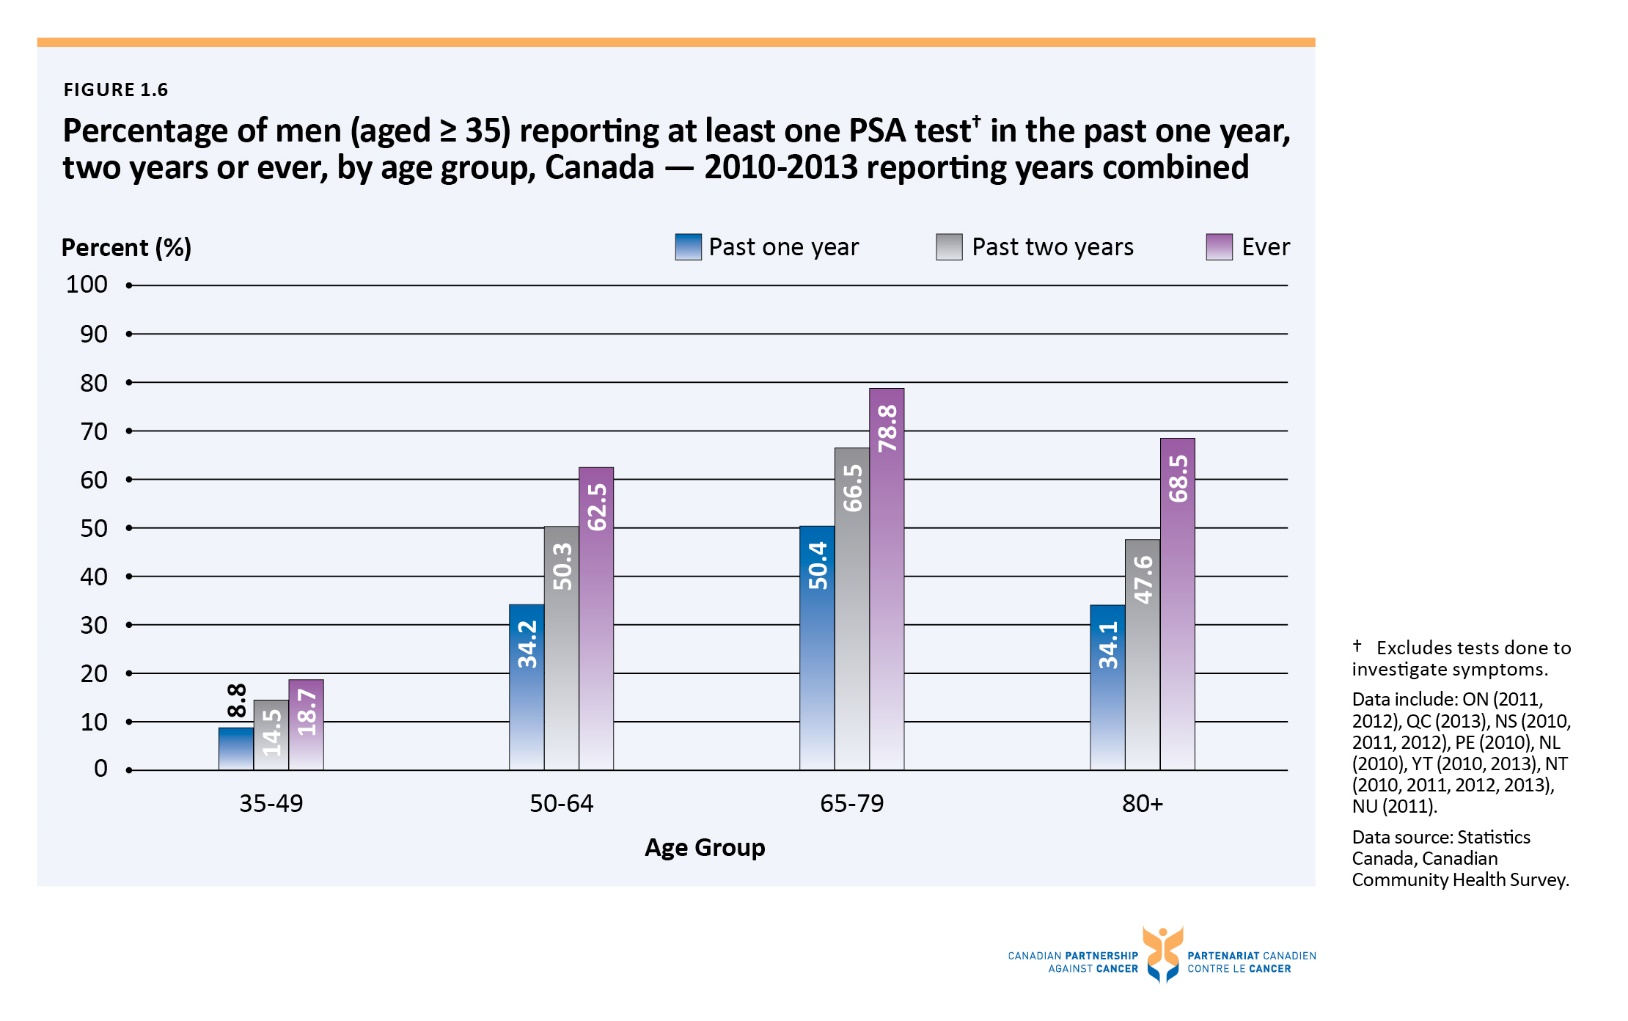 FIGURE 1.6
Percentage of men (aged ≥ 35) reporting at least one PSA test† in the past one year,
two years or ever, by age group, Canada — 2010-2013 reporting years combined
Percent (%)
Past one year
Past two years
Ever
100
90
80
70
60
50
40
30
20
10
0
8.8
14.5
18.7
34.2
50.3
62.5
50.4
66.5
78.8
34.1
47.6
68.5
35-49
50-64
65-79
80+
Age Group
† Excludes tests done to
investigate symptoms.
Data include: ON (2011,
2012), QC (2013), NS (2010,
2011, 2012), PE (2010), NL
(2010), YT (2010, 2013), NT
(2010, 2011, 2012, 2013),
NU (2011).
Data source: Statistics
Canada, Canadian
Community Health Survey.
CANADIAN PARTNERSHIP
AGAINST CANCER
PARTENARIAT CANADIEN
CONTRE LE CANCER